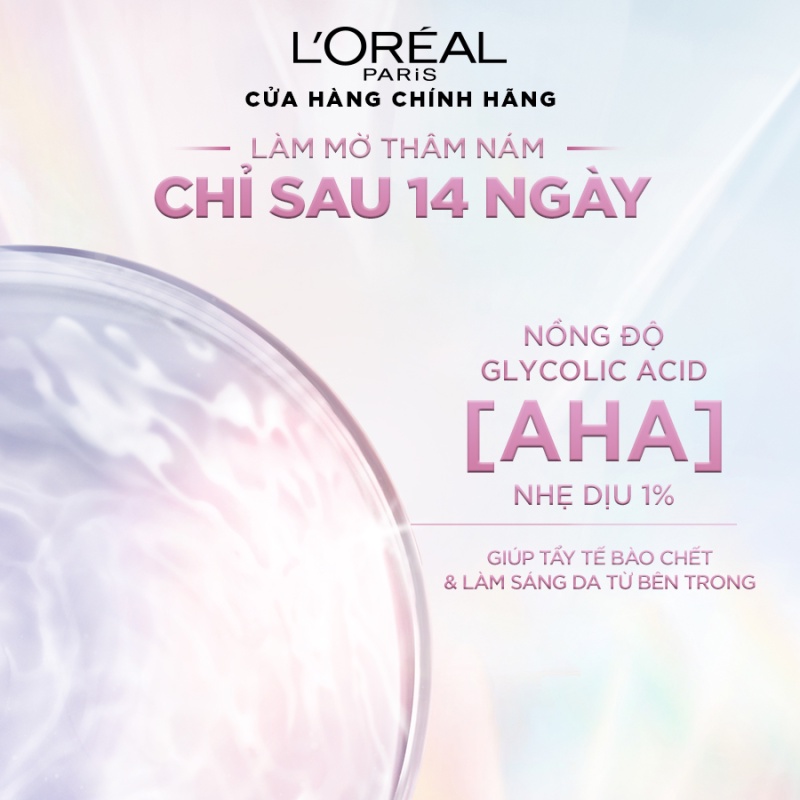 L'ORÉAL
PARiS
CỬA HÀNG CHÍNH HÃNG
LÀM MỜ THÂM NÁM
CHỈ SAU 14 NGÀY
NỒNG ĐỘ
GLYCOLIC ACID
[AHA]
NHẸ DỊU 1%
GIÚP TẨY TẾ BÀO CHẾT
& LÀM SÁNG DA TỪ BÊN TRONG